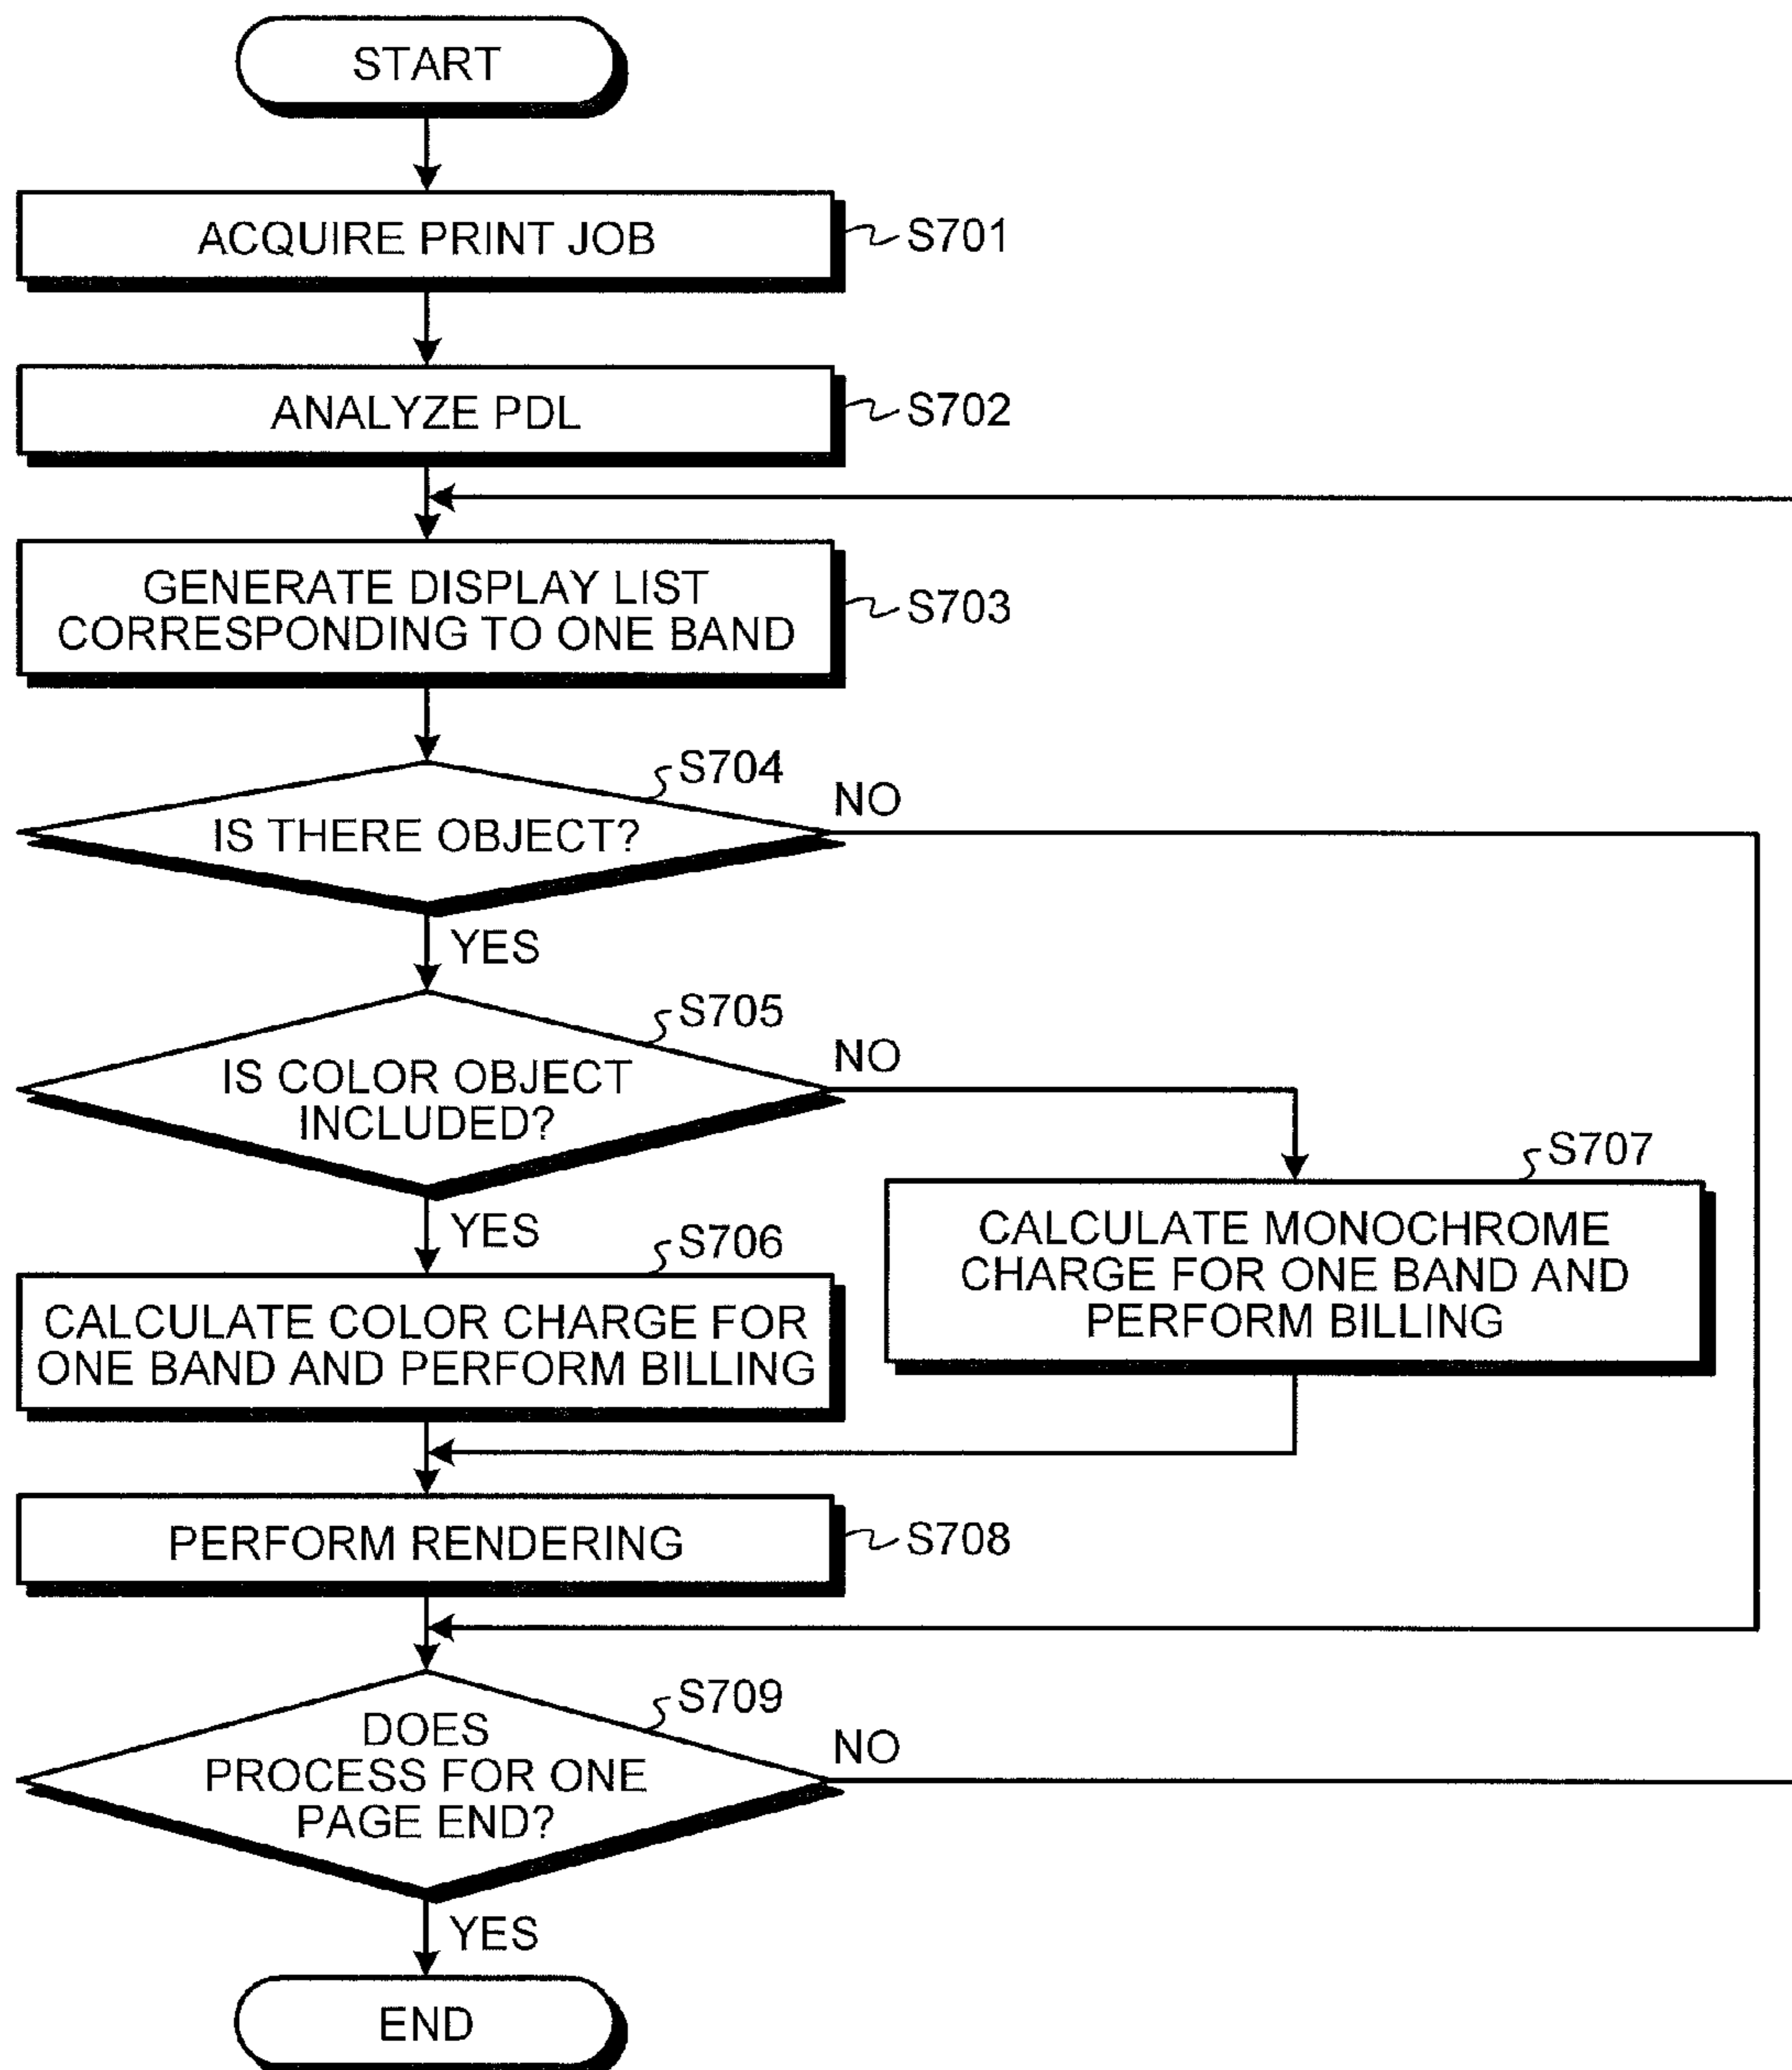 START
ACQUIRE PRINT JOB
S701
ANALYZE PDL
S702
GENERATE DISPLAY LIST
CORRESPONDING TO ONE BAND
S703
S704
IS THERE OBJECT?
NO
YES
S705
IS COLOR OBJECT
INCLUDED?
NO
YES
S706
CALCULATE COLOR CHARGE FOR
ONE BAND AND PERFORM BILLING
S707
CALCULATE MONOCHROME
CHARGE FOR ONE BAND AND
PERFORM BILLING
PERFORM RENDERING
S708
S709
DOES
PROCESS FOR ONE
PAGE END?
NO
YES
END